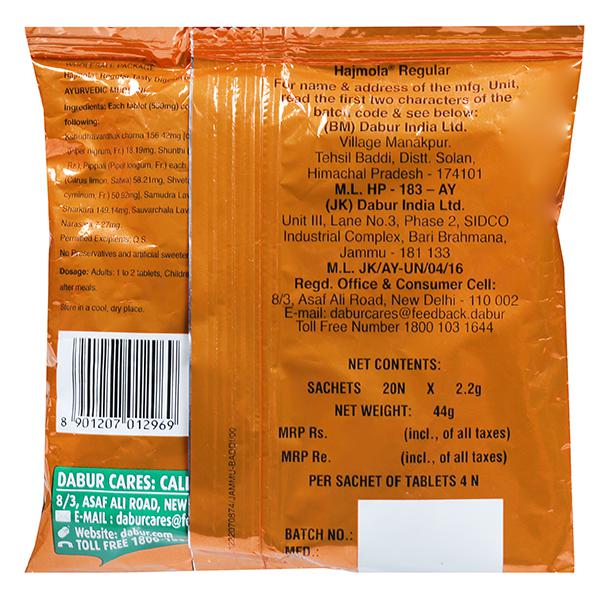 WHOLESALE PACKAGE
Hajmola® Regular Tasty Digestive
AYURVEDIC
Ingredients: Each tablet (550mg) co
following:
churna 156.42mg
(Piper nigrum, Fr.) 18.19mg, Shunthi
Rz.), Pippali (Piper longum, Fr.) each
(Citrus limon, Satva) 58.21mg, Shveta
cyminum, Fr.) 50.92mg], Samudra Lav
Sharkara 149.14mg, Sauvarchala Lav
Narasara 7.27mg.
Permitted Excipients: Q.S
No Preservatives and artificial sweetener
Dosage: Adults: 1 to 2 tablets, Childre
after meals.
Store in a cool, dry place.
8 901207 012969
DABUR CARES: CALL
8/3, ASAF ALI ROAD, NEW
E-MAIL : daburcares@fe
Website: dabur.com
TOLL FREE 1800
Hajmola® Regular
For name & address of the mfg. Unit,
read the first two characters of the
batch code & see below:
(BM) Dabur India Ltd.
Village Manakpur.
Tehsil Baddi, Distt. Solan,
Himachal Pradesh - 174101
M.L. HP - 183 – AY
(JK) Dabur India Ltd.
Unit III, Lane No.3, Phase 2, SIDCO
Industrial Complex, Bari Brahmana,
Jammu - 181 133
M.L. JK/AY-UN/04/16
Regd. Office & Consumer Cell:
8/3, Asaf Ali Road, New Delhi - 110 002
E-mail: daburcares@feedback.dabur
Toll Free Number 1800 103 1644
NET CONTENTS:
SACHETS 20N X 2.2g
NET WEIGHT: 44g
MRP Rs. (incl., of all taxes)
MRP Re. (incl., of all taxes)
PER SACHET OF TABLETS 4 N
BATCH NO.:
MFD.: